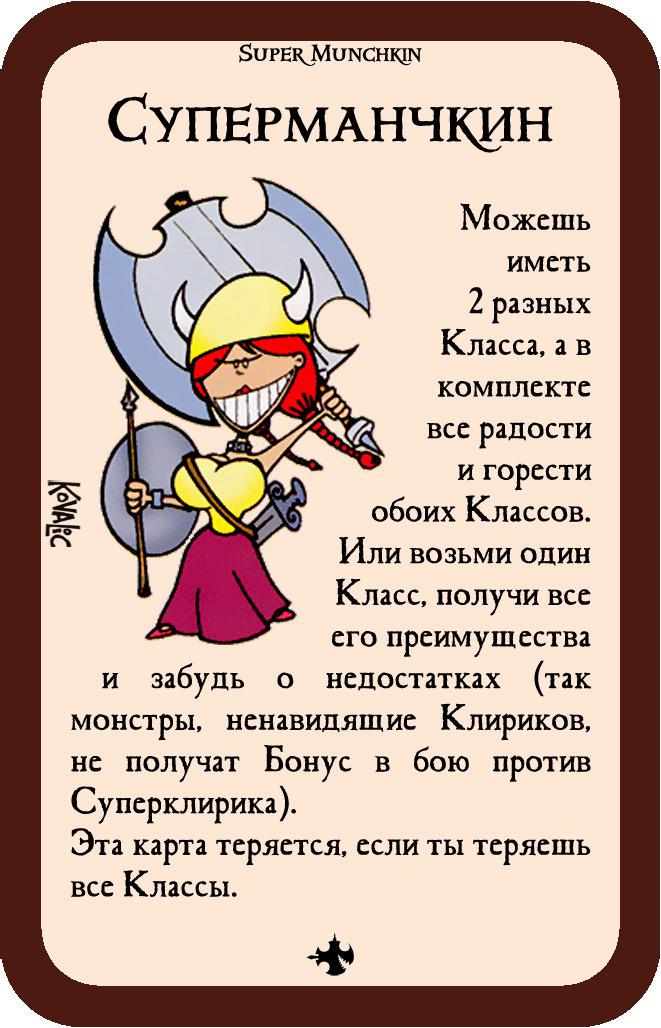 Super Munchkin
Суперманчкин
Можешь
иметь
2 разных
Класса, а в
комплекте
все радости
и горести
обоих Классов.
Или возьми один
Класс, получи все
его преимущества
и забудь о недостатках (так
монстры, ненавидящие Клириков,
не получат Бонус в бою против
Суперклирика).
Эта карта теряется, если ты теряешь
все Классы.
Kovalic